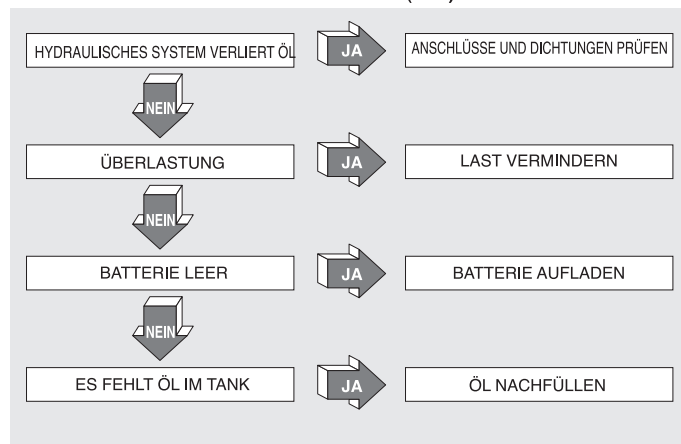 HYDRAULISCHES SYSTEM VERLIERT ÖL
JA
ANSCHLÜSSE UND DICHTUNGEN PRÜFEN
NEIN
ÜBERLASTUNG
JA
LAST VERMINDERN
NEIN
BATTERIE LEER
JA
BATTERIE AUFLADEN
NEIN
ES FEHLT ÖL IM TANK
JA
ÖL NACHFÜLLEN